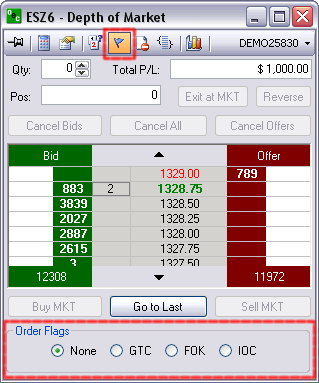 ESZ6 - Depth of Market
DEMO25830
Qty: 0 Total P/L: $ 1,000.00
Pos: 0 Exit at MKT Reverse
Cancel Bids Cancel All Cancel Offers
Bid Offer
1329.00 789
883 2 1328.75
3839 1328.50
2027 1328.25
2887 1328.00
2615 1327.75
3 1327.50
12308 11972
Buy MKT Go to Last Sell MKT
Order Flags
None GTC FOK IOC